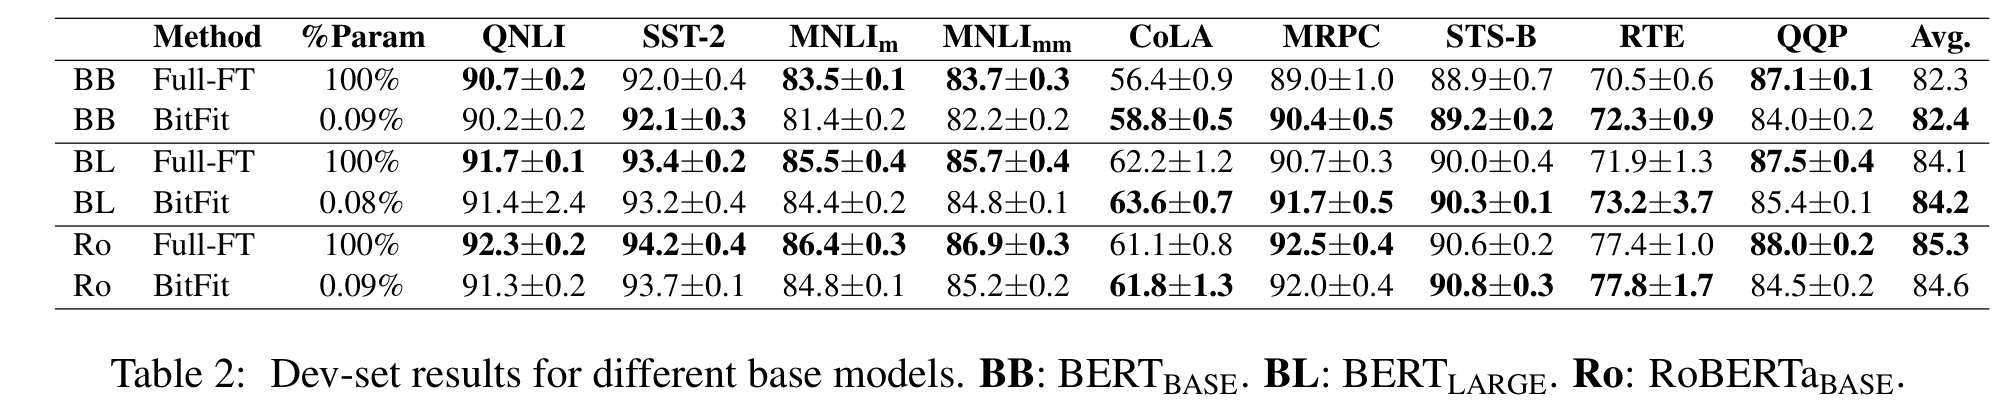 Method %Param QNLI SST-2 MNLIm MNLImm CoLA MRPC STS-B RTE QQP Avg.
BB Full-FT 100% 90.7±0.2 92.0±0.4 83.5±0.1 83.7±0.3 56.4±0.9 89.0±1.0 88.9±0.7 70.5±0.6 87.1±0.1 82.3
BB BitFit 0.09% 90.2±0.2 92.1±0.3 81.4±0.2 82.2±0.2 58.8±0.5 90.4±0.5 89.2±0.2 72.3±0.9 84.0±0.2 82.4
BL Full-FT 100% 91.7±0.1 93.4±0.2 85.5±0.4 85.7±0.4 62.2±1.2 90.7±0.3 90.0±0.4 71.9±1.3 87.5±0.4 84.1
BL BitFit 0.08% 91.4±2.4 93.2±0.4 84.4±0.2 84.8±0.1 63.6±0.7 91.7±0.5 90.3±0.1 73.2±3.7 85.4±0.1 84.2
Ro Full-FT 100% 92.3±0.2 94.2±0.4 86.4±0.3 86.9±0.3 61.1±0.8 92.5±0.4 90.6±0.2 77.4±1.0 88.0±0.2 85.3
Ro BitFit 0.09% 91.3±0.2 93.7±0.1 84.8±0.1 85.2±0.2 61.8±1.3 92.0±0.4 90.8±0.3 77.8±1.7 84.5±0.2 84.6
Table 2: Dev-set results for different base models. BB: BERTBASE. BL: BERTLARGE. Ro: RoBERTaBASE.